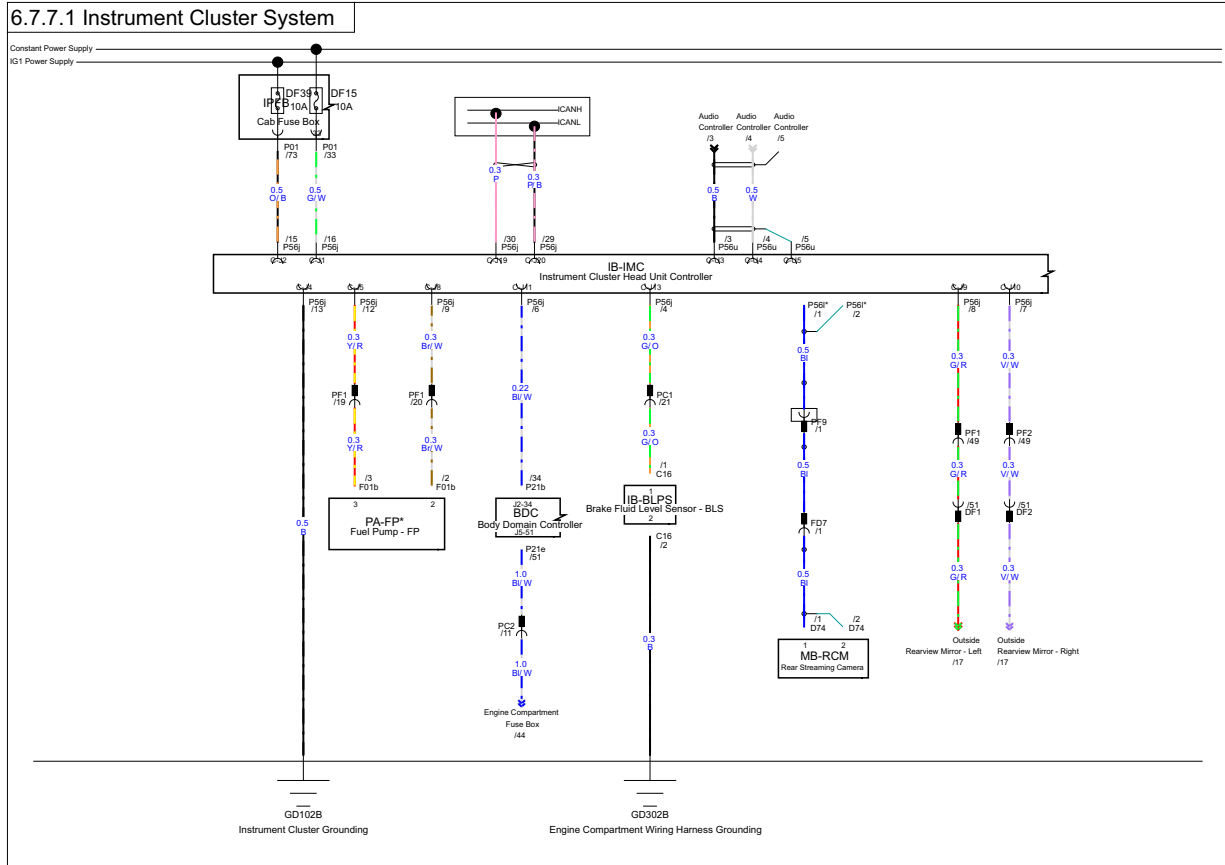 6.7.7.1 Instrument Cluster System
Constant Power Supply
IG1 Power Supply
DF39
DF15
IPFB
10A
10A
Cab Fuse Box
P01
/73
P01
/33
ICANH
ICANL
Audio
Controller
/3
Audio
Controller
/4
Audio
Controller
/5
0.5
O/ B
0.5
G/ W
0.3
P
0.3
P/ B
0.5
B
0.5
W
/15
P56j
/16
P56j
/30
P56j
/29
P56j
/3
P56u
/4
P56u
/5
P56u
IB-IMC
Instrument Cluster Head Unit Controller
P56j
/13
P56j
/12
P56j
/9
P56j
/6
P56j
/4
P56I*
/1
P56I*
/2
P56j
/8
P56j
/7
0.3
Y/ R
0.3
Br/ W
0.22
Bl/ W
0.3
G/ O
0.5
Bl
0.3
G/ R
0.3
V/ W
PF1
/19
PF1
/20
PC1
/21
PF9
/1
PF1
/49
PF2
/49
0.3
Y/ R
0.3
Br/ W
0.3
G/ O
0.5
Bl
0.3
G/ R
0.3
V/ W
/3
F01b
/2
F01b
/34
P21b
/1
C16
/51
DF1
/51
DF2
3
2
PA-FP*
Fuel Pump - FP
J2-34
BDC
Body Domain Controller
J5-51
1
IB-BLPS
Brake Fluid Level Sensor - BLS
2
FD7
/1
0.5
B
P21e
/51
C16
/2
1.0
Bl/ W
0.5
Bl
0.3
G/ R
0.3
V/ W
PC2
/11
0.3
B
/1
D74
/2
D74
1
2
MB-RCM
Rear Streaming Camera
Outside
Rearview Mirror - Left
/17
Outside
Rearview Mirror - Right
/17
1.0
Bl/ W
Engine Compartment
Fuse Box
/44
GD102B
Instrument Cluster Grounding
GD302B
Engine Compartment Wiring Harness Grounding